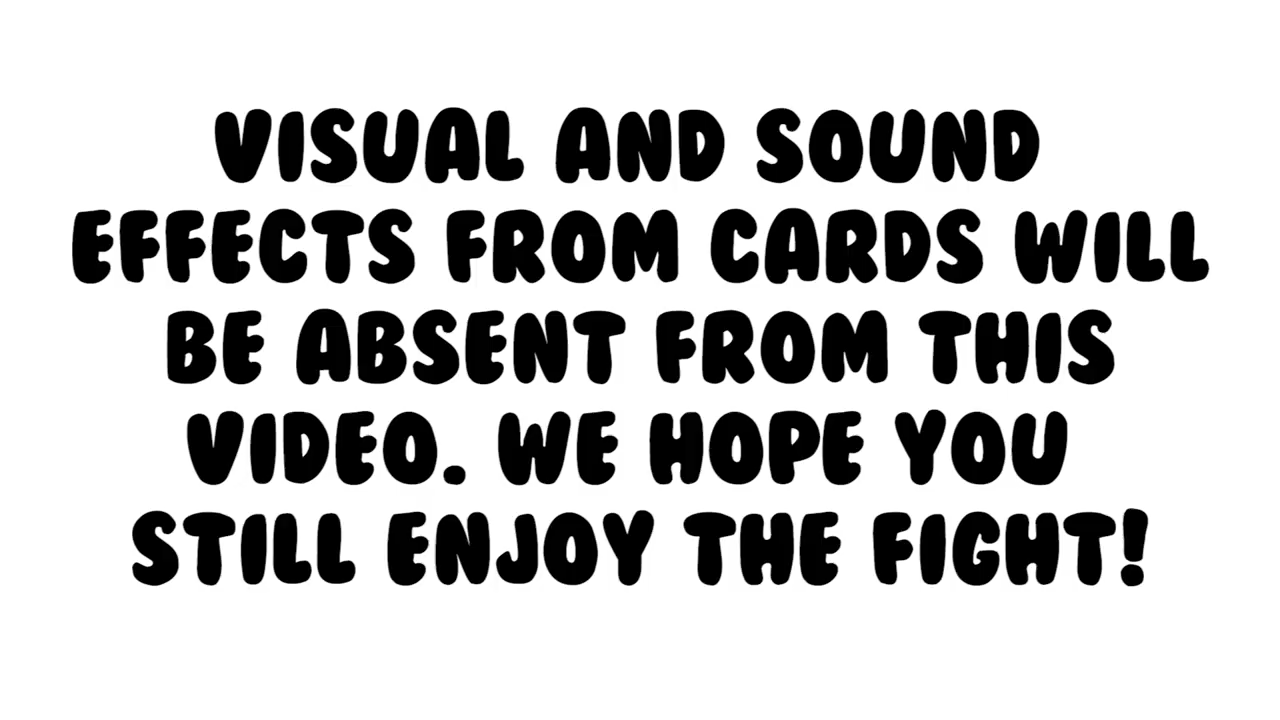 VISUAL AND SOUND
EFFECTS FROM CARDS WILL
BE ABSENT FROM THIS
VIDEO. WE HOPE YOU
STILL ENJOY THE FIGHT!